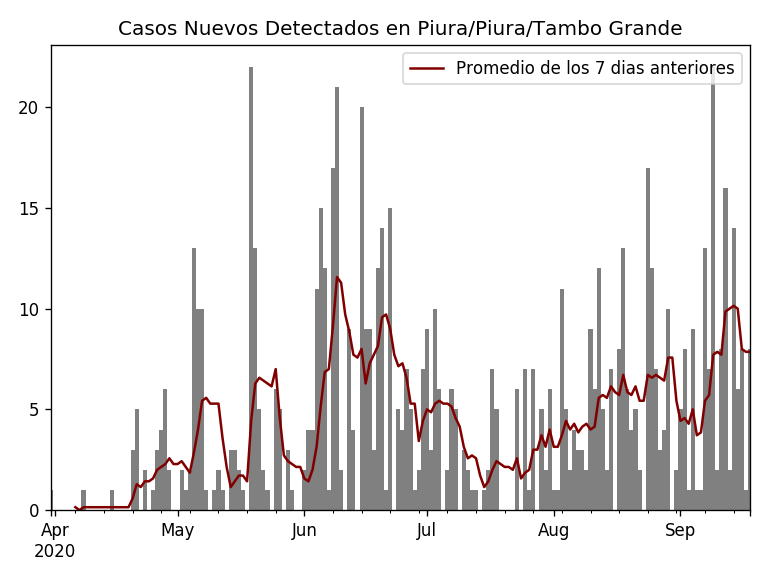 Casos Nuevos Detectados en Piura/Piura/Tambo Grande
Promedio de los 7 dias anteriores
20
15
10
5
0
Apr May Jun Jul Aug Sep
2020